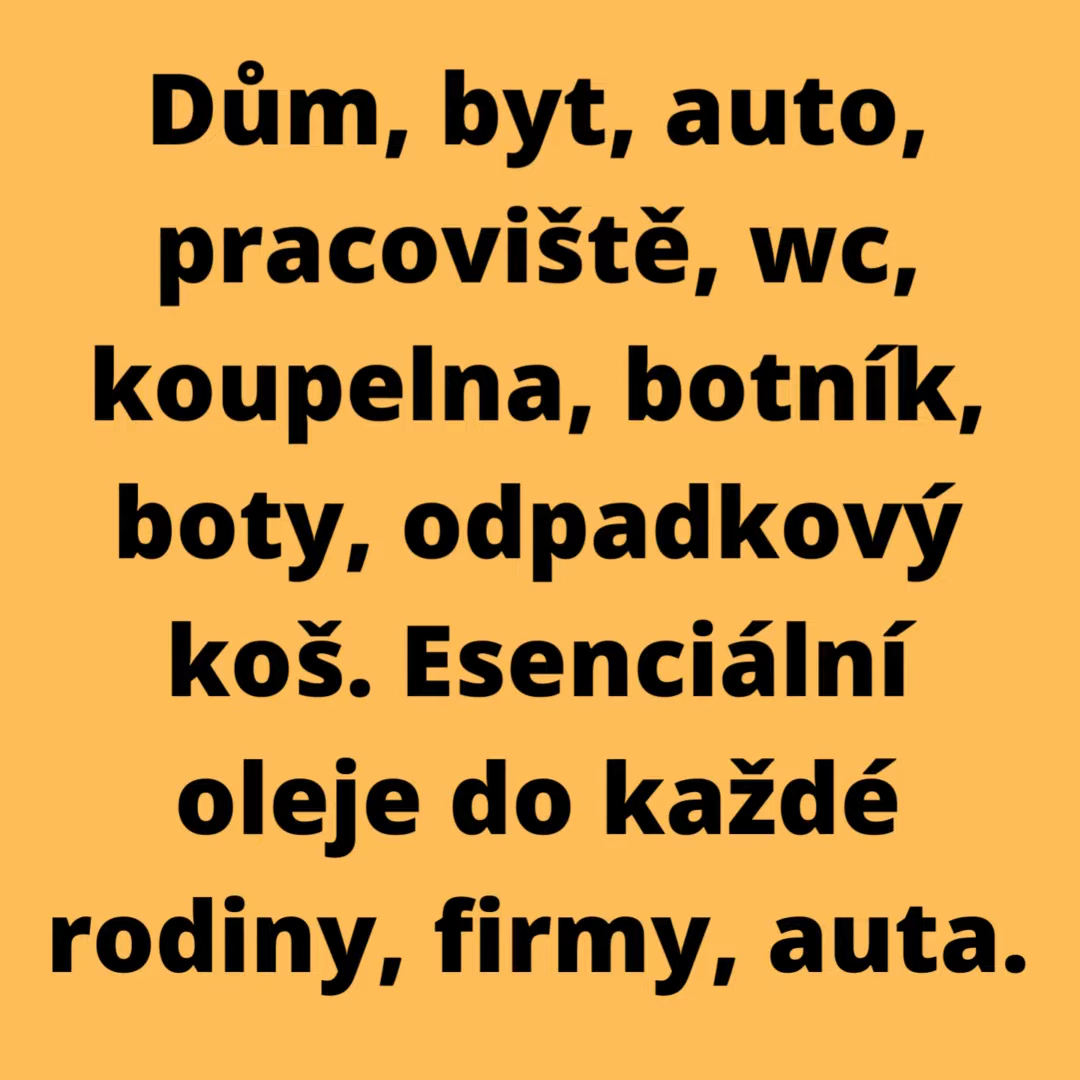 Dům, byt, auto,
pracoviště, wc,
koupelna, botník,
boty, odpadkový
koš. Esenciální
oleje do každé
rodiny, firmy, auta.